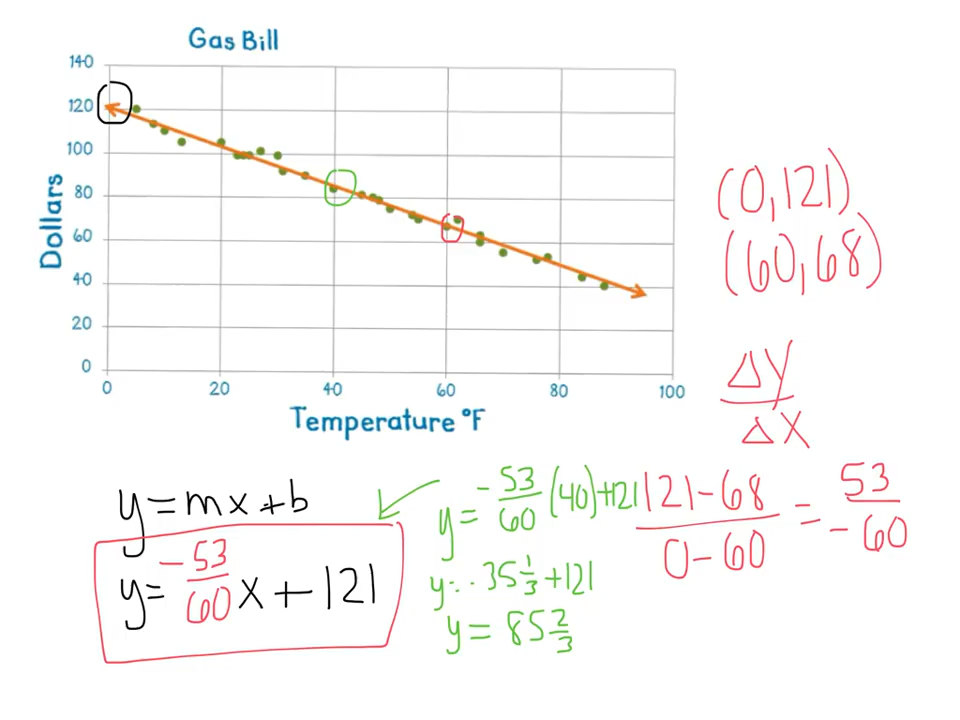 Gas Bill
140
120
100
80
60
40
20
0
0 20 40 60 80 100
Dollars
Temperature °F
(0,121)
(60,68)
ΔY
ΔX
y=mx+b
y=-53/60 x+121
y=-53/60 (40)+121
y=-35 1/3+121
y=85 2/3
121-68/0-60=53/-60